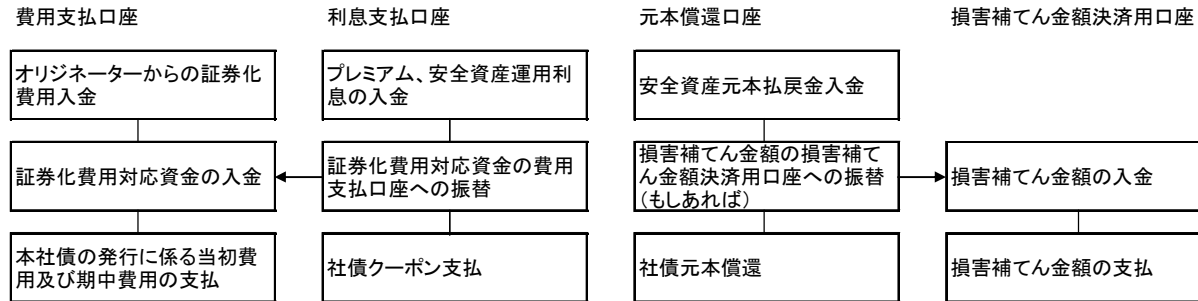 費用支払口座
利息支払口座
元本償還口座
損害補てん金額決済用口座
オリジネーターからの証券化
費用入金
プレミアム、安全資産運用利
息の入金
安全資産元本払戻金入金
証券化費用対応資金の入金
証券化費用対応資金の費用
支払口座への振替
損害補てん金額の損害補て
ん金額決済用口座への振替
(もしあれば)
損害補てん金額の入金
本社債の発行に係る当初費
用及び期中費用の支払
社債クーポン支払
社債元本償還
損害補てん金額の支払